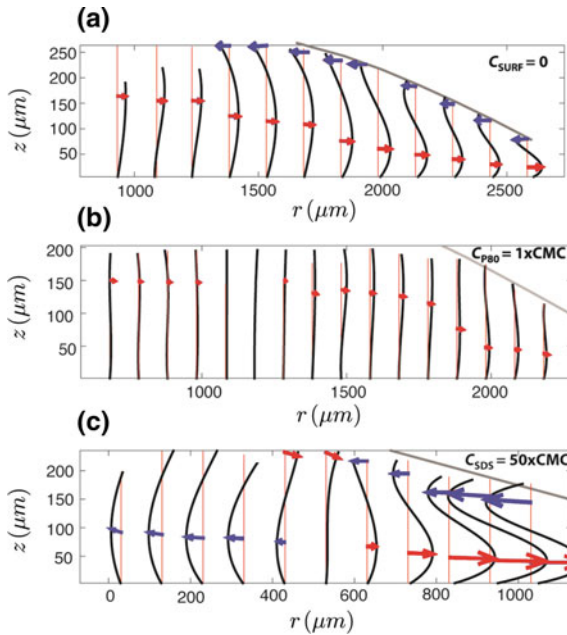 (a)
250
200
150
100
50
z (μm)
C_SURF = 0
1000
1500
2000
2500
r (μm)
(b)
200
150
100
50
z (μm)
C_P80 = 1xCMC
1000
1500
2000
r (μm)
(c)
200
150
100
50
z (μm)
C_SDS = 50xCMC
0
200
400
600
800
1000
r (μm)